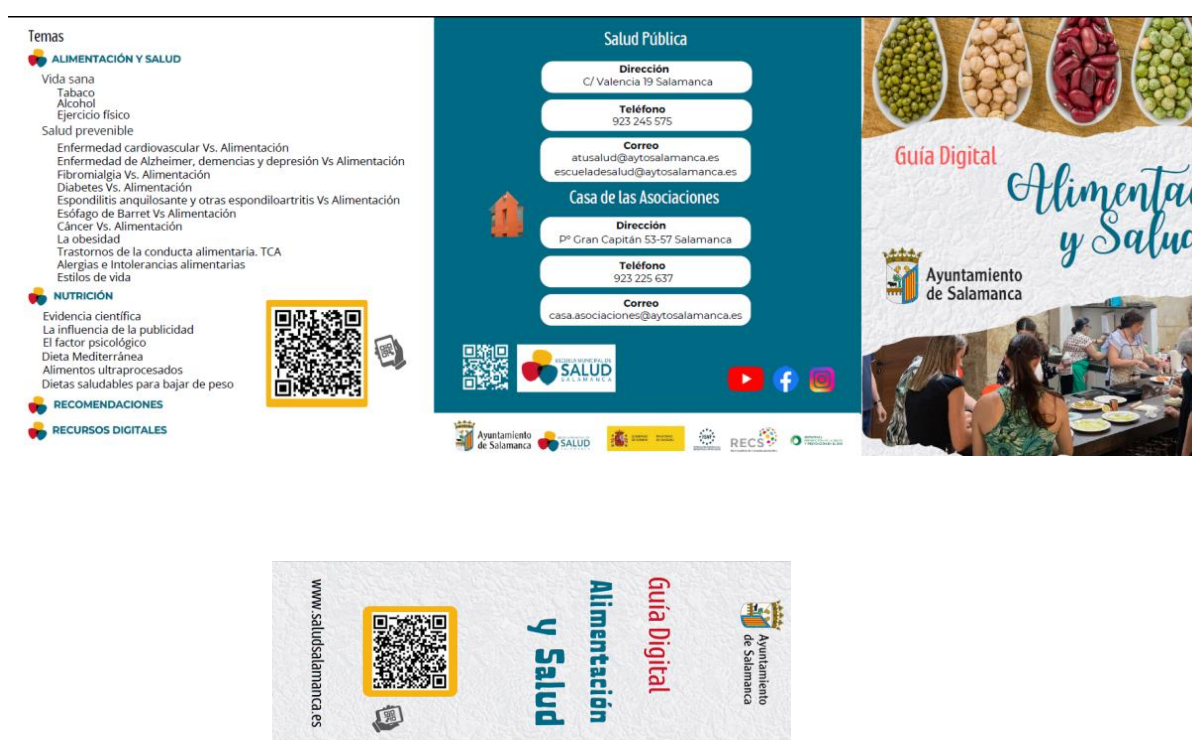 Temas
ALIMENTACIÓN Y SALUD
Vida sana
Tabaco
Alcohol
Ejercicio físico
Salud prevenible
Enfermedad cardiovascular Vs. Alimentación
Enfermedad de Alzheimer, demencias y depresión Vs Alimentación
Fibromialgia Vs. Alimentación
Diabetes Vs. Alimentación
Espondilitis anquilosante y otras espondiloartritis Vs Alimentación
Esófago de Barret Vs Alimentación
Cáncer Vs. Alimentación
La obesidad
Trastornos de la conducta alimentaria. TCA
Alergias e Intolerancias alimentarias
Estilos de vida
NUTRICIÓN
Evidencia científica
La influencia de la publicidad
El factor psicológico
Dieta Mediterránea
Alimentos ultraprocesados
Dietas saludables para bajar de peso
RECOMENDACIONES
RECURSOS DIGITALES
Salud Pública
Dirección
C/ Valencia 19 Salamanca
Teléfono
923 245 575
Correo
atusalud@aytosalamanca.es
escueladesalud@aytosalamanca.es
Casa de las Asociaciones
Dirección
Pº Gran Capitán 53-57 Salamanca
Teléfono
923 225 637
Correo
casa.asociaciones@aytosalamanca.es
ESCUELA MUNICIPAL DE
SALUD
SALAMANCA
Ayuntamiento
de Salamanca
SALUD
RECS
Guía Digital
Alimentac
y Saluc
Ayuntamiento
de Salamanca
Ayuntamiento
de Salamanca
Guía Digital
Alimentación
y Salud
www.saludsalamanca.es